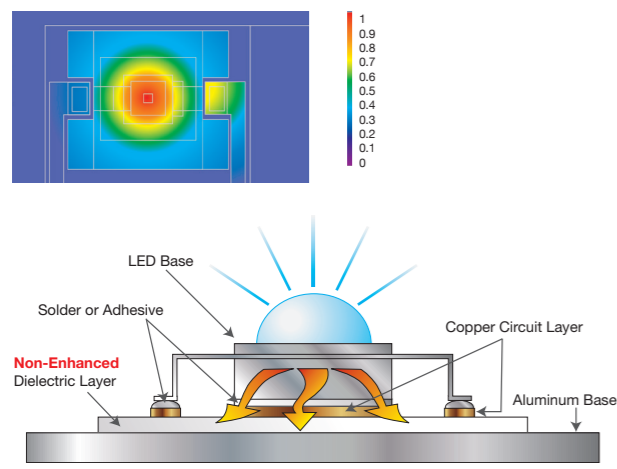 1
0.9
0.8
0.7
0.6
0.5
0.4
0.3
0.2
0.1
0
LED Base
Solder or Adhesive
Copper Circuit Layer
Non-Enhanced
Dielectric Layer
Aluminum Base